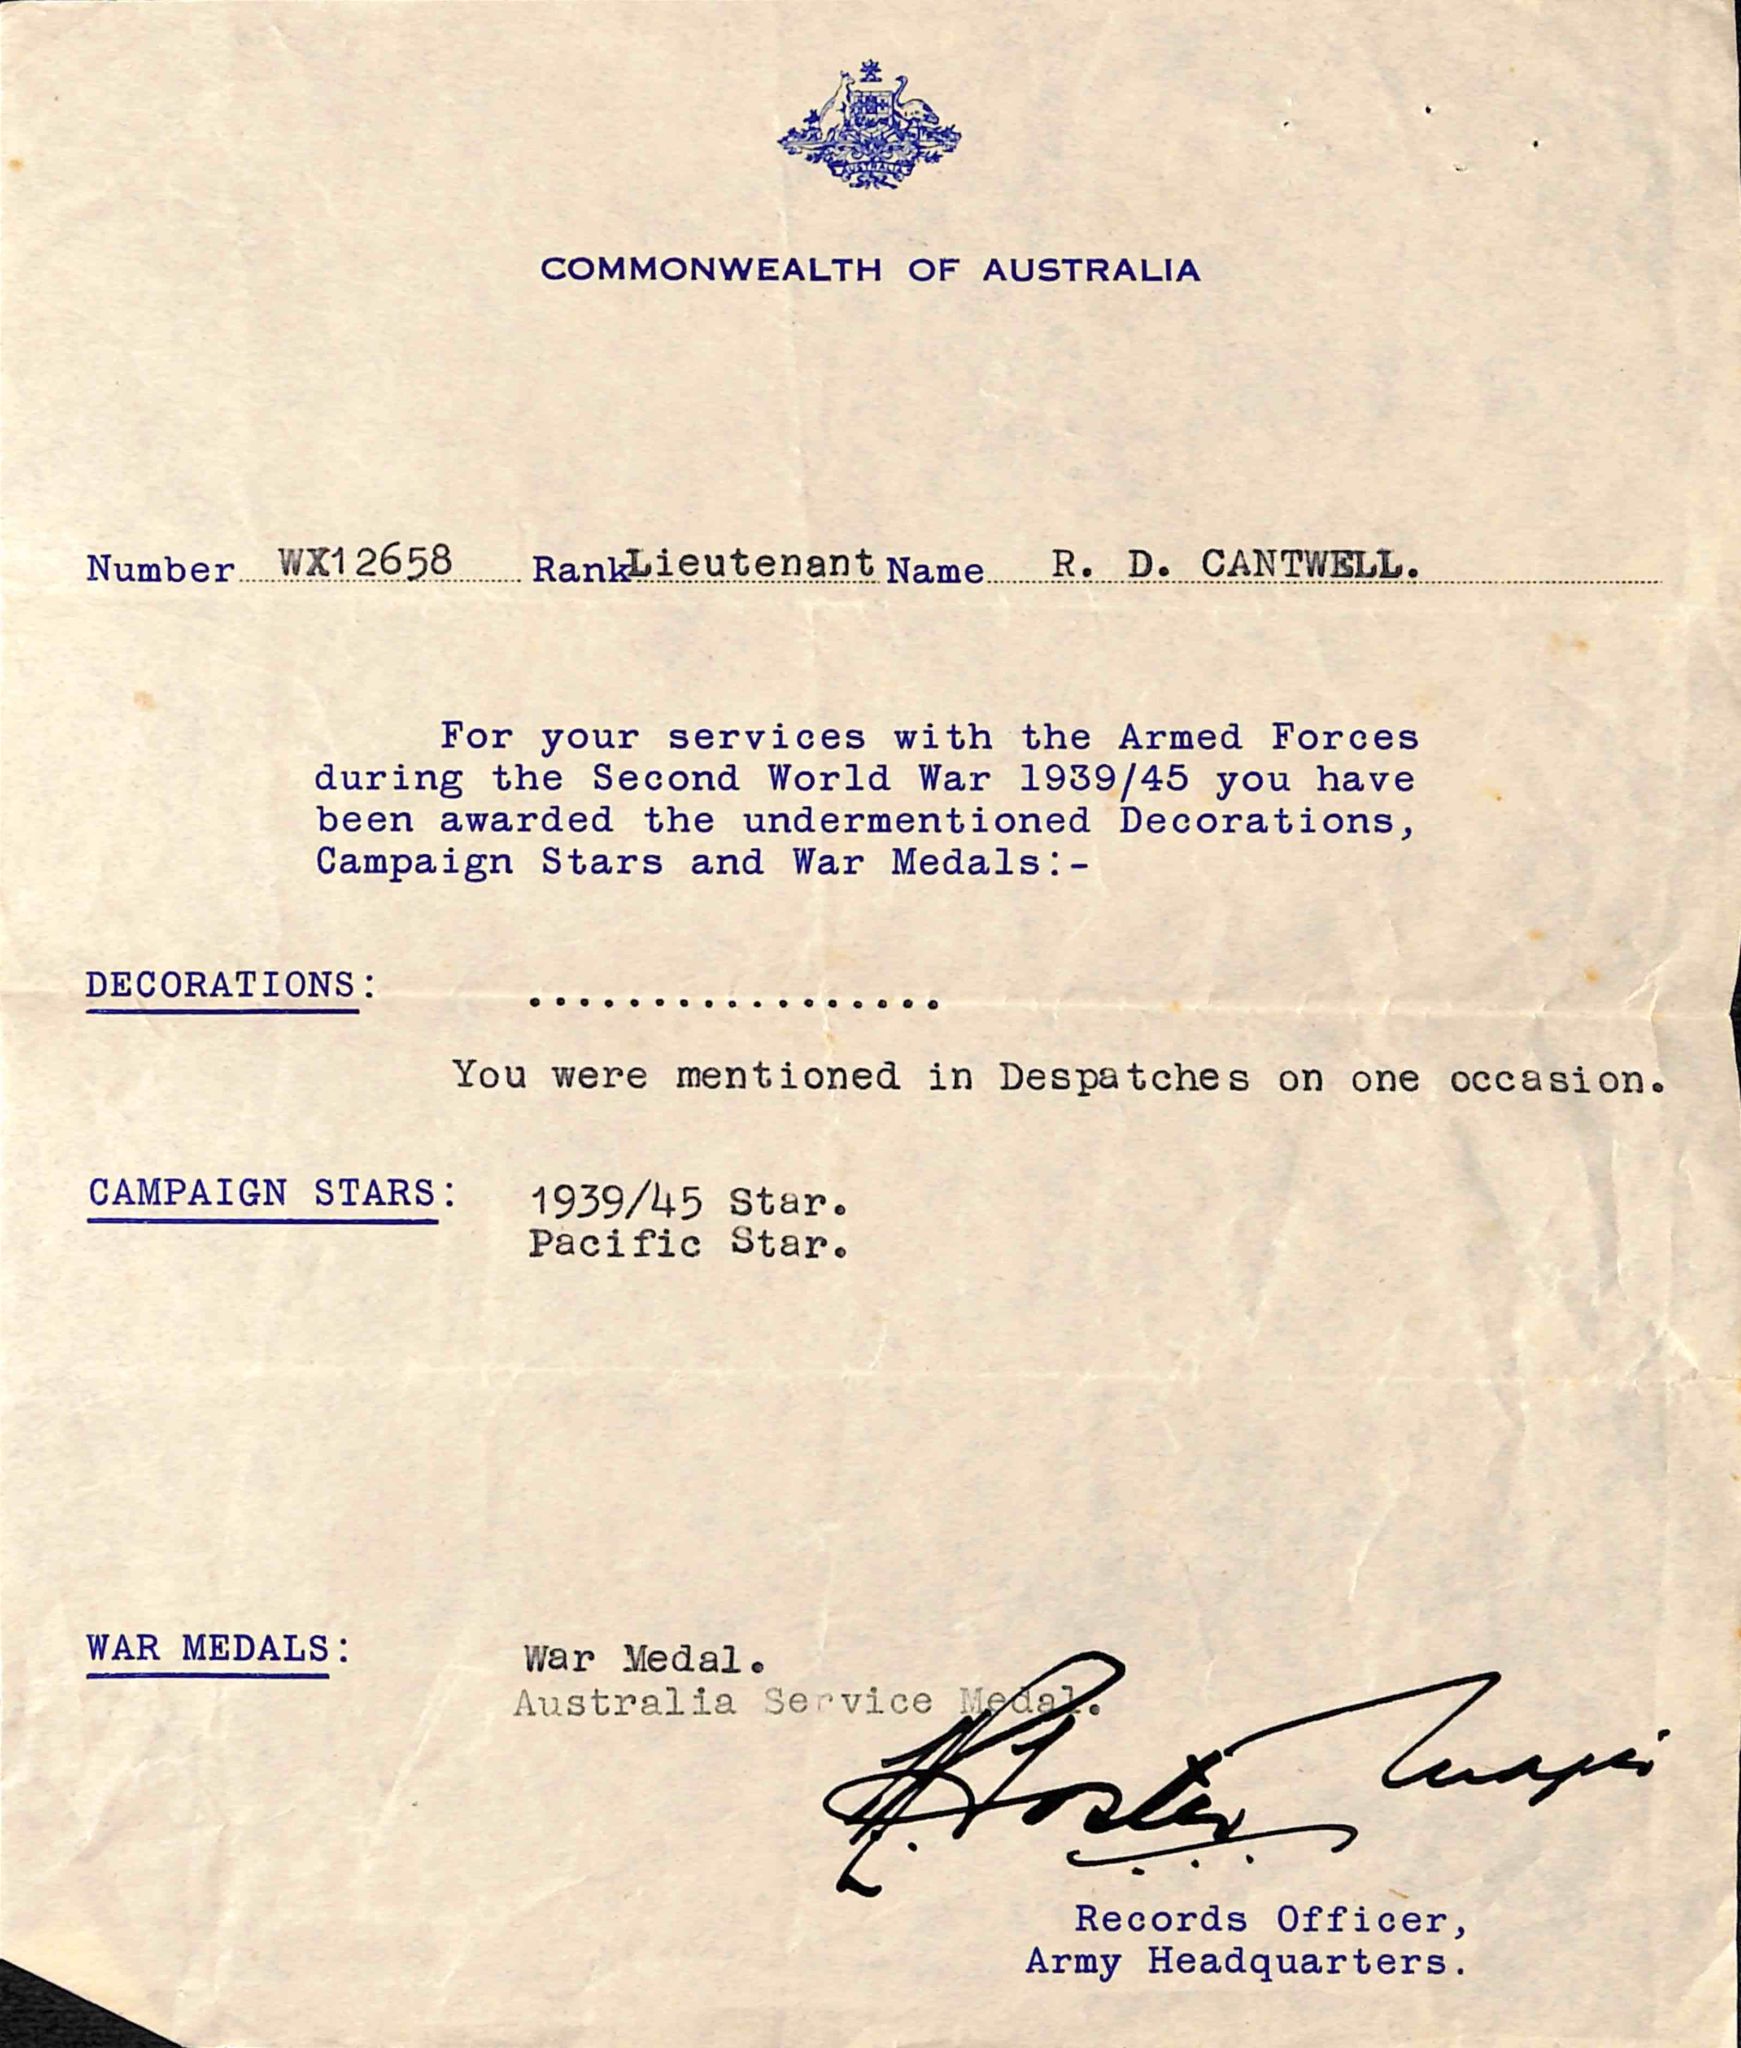 AUSTRALIA
COMMONWEALTH OF AUSTRALIA
Number WX12658 Rank Lieutenant Name R. D. CANTWELL.
For your services with the Armed Forces
during the Second World War 1939/45 you have
been awarded the undermentioned Decorations,
Campaign Stars and War Medals:-
DECORATIONS: .................
You were mentioned in Despatches on one occasion.
CAMPAIGN STARS: 1939/45 Star.
Pacific Star.
WAR MEDALS: War Medal.
Australia Service Medal.
Foster
Records Officer,
Army Headquarters.